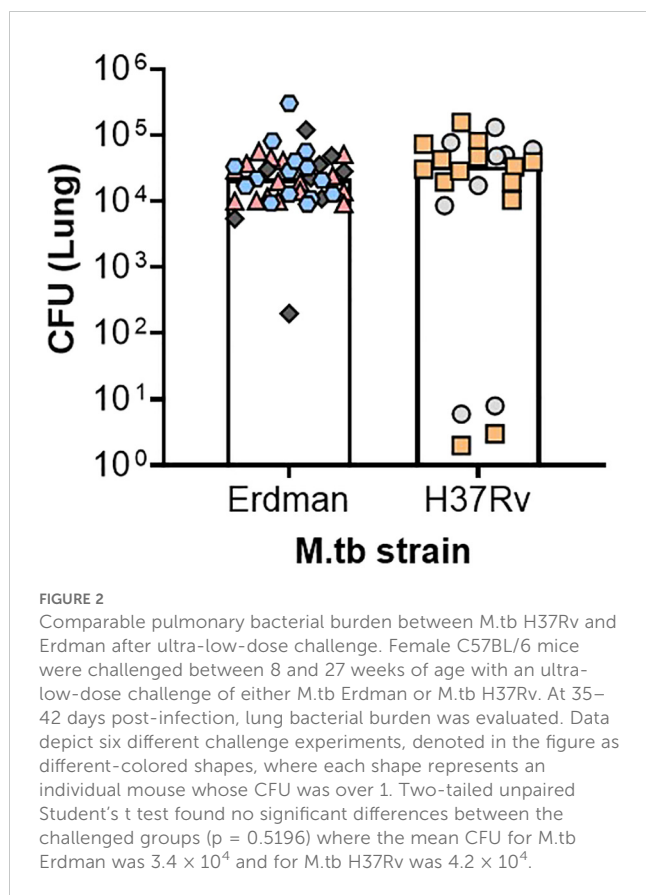 10⁶
10⁵
10⁴
10³
10²
10¹
10⁰
CFU (Lung)
Erdman H37Rv
M.tb strain
FIGURE 2
Comparable pulmonary bacterial burden between M.tb H37Rv and
Erdman after ultra-low-dose challenge. Female C57BL/6 mice
were challenged between 8 and 27 weeks of age with an ultra-
low-dose challenge of either M.tb Erdman or M.tb H37Rv. At 35–
42 days post-infection, lung bacterial burden was evaluated. Data
depict six different challenge experiments, denoted in the figure as
different-colored shapes, where each shape represents an
individual mouse whose CFU was over 1. Two-tailed unpaired
Student’s t test found no significant differences between the
challenged groups (p = 0.5196) where the mean CFU for M.tb
Erdman was 3.4 × 10⁴ and for M.tb H37Rv was 4.2 × 10⁴.